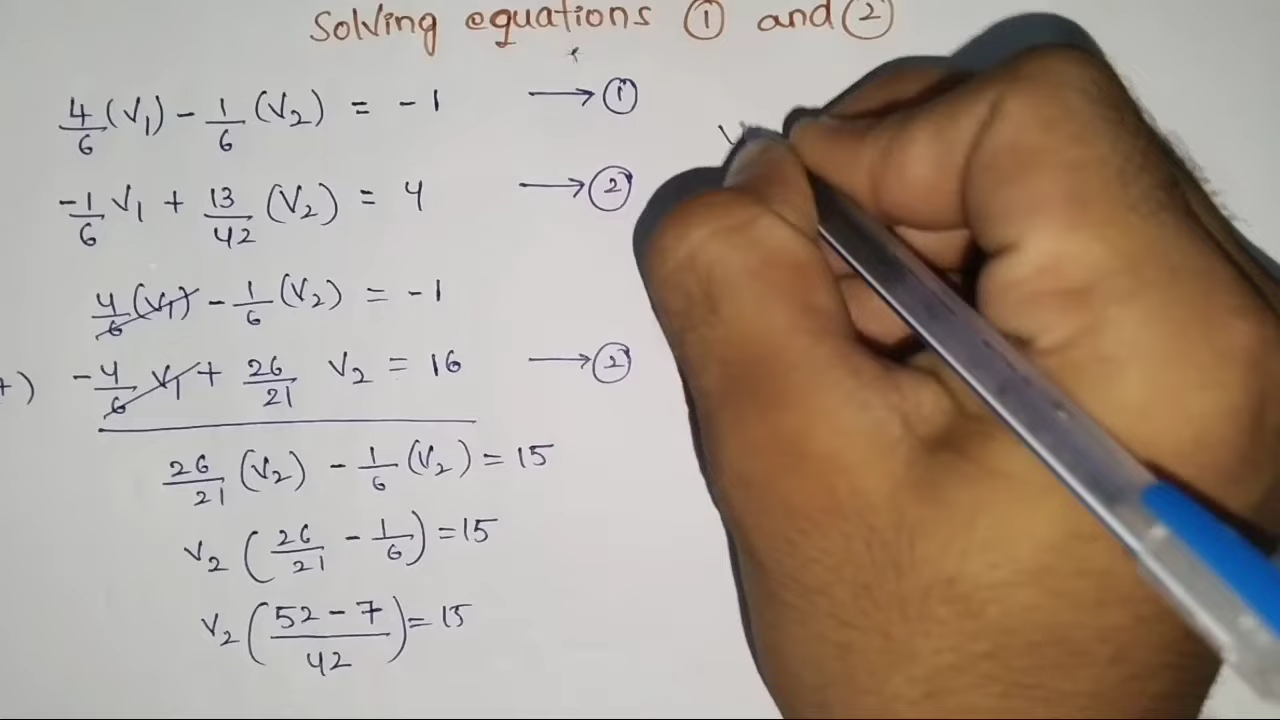 Solving equations ① and ②
4/6 (V₁) - 1/6 (V₂) = -1 → ①
-1/6 V₁ + 13/42 (V₂) = 4 → ②
4/6 (V₁) - 1/6 (V₂) = -1
+) -4/6 V₁ + 26/21 V₂ = 16 → ②
26/21 (V₂) - 1/6 (V₂) = 15
V₂ (26/21 - 1/6) = 15
V₂ (52 - 7 / 42) = 15